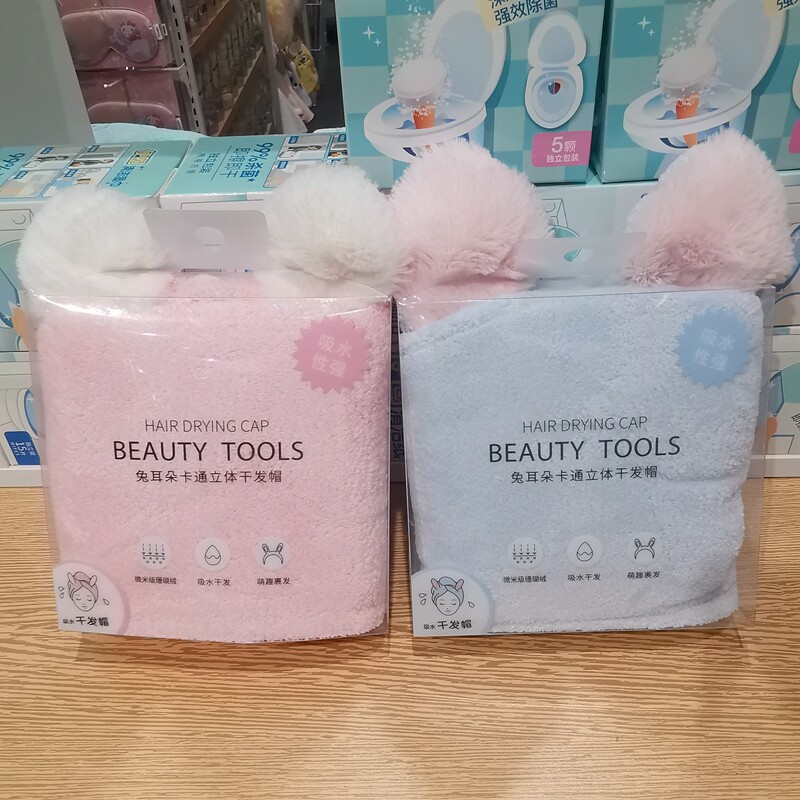 强效除菌
5颗
独立包装
99%杀菌*
吸水
性强
HAIR DRYING CAP
BEAUTY TOOLS
兔耳朵卡通立体干发帽
微米级珊瑚绒
吸水干发
萌趣裹发
吸水 干发帽
吸水
性强
HAIR DRYING CAP
BEAUTY TOOLS
兔耳朵卡通立体干发帽
微米级珊瑚绒
吸水干发
萌趣裹发
吸水 干发帽